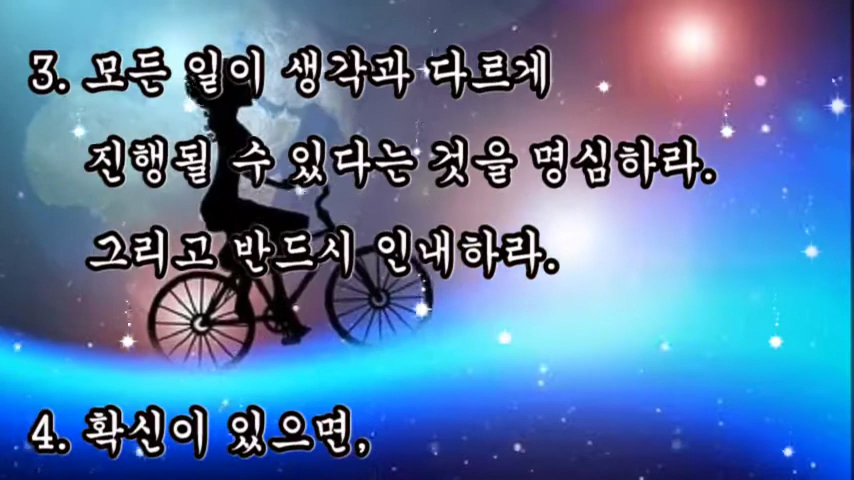 3. 모든 일이 생각과 다르게
진행될 수 있다는 것을 명심하라.
그리고 반드시 인내하라.
4. 확신이 있으면,